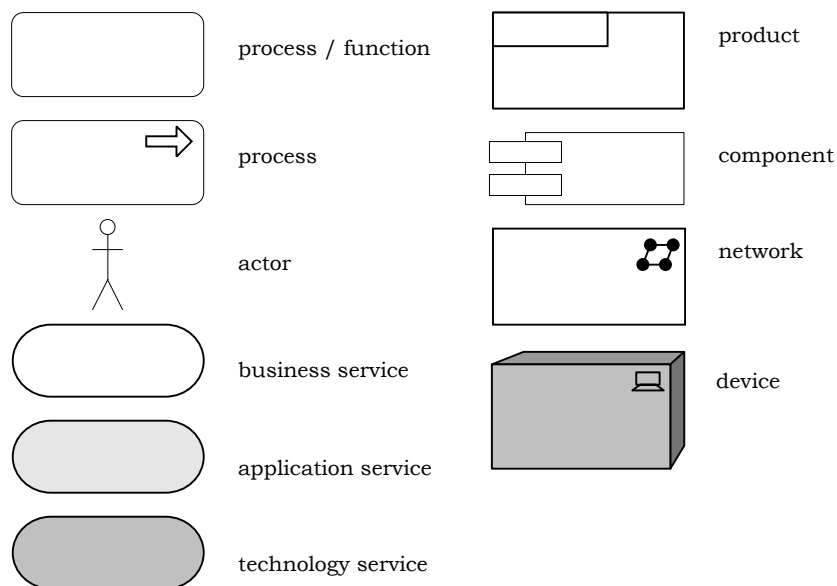 process / function
process
actor
business service
application service
technology service
product
component
network
device